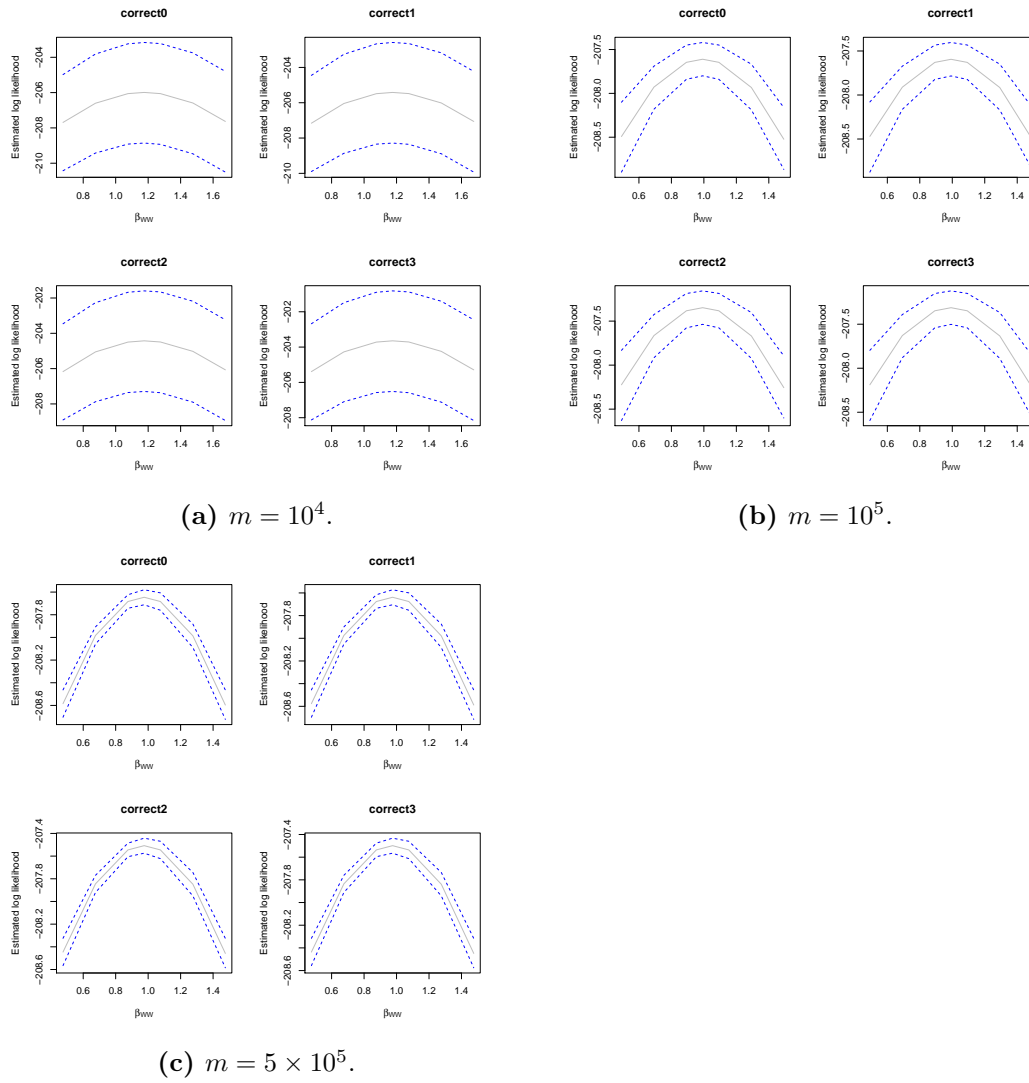 correct0
Estimated log likelihood
−210 −208 −206 −204
0.8 1.0 1.2 1.4 1.6
βWW
correct1
Estimated log likelihood
−210 −208 −206 −204
0.8 1.0 1.2 1.4 1.6
βWW
correct2
Estimated log likelihood
−208 −206 −204 −202
0.8 1.0 1.2 1.4 1.6
βWW
correct3
Estimated log likelihood
−208 −206 −204 −202
0.8 1.0 1.2 1.4 1.6
βWW
(a) m = 10⁴.
correct0
Estimated log likelihood
−208.5 −208.0 −207.5
0.6 0.8 1.0 1.2 1.4
βWW
correct1
Estimated log likelihood
−208.5 −208.0 −207.5
0.6 0.8 1.0 1.2 1.4
βWW
correct2
Estimated log likelihood
−208.5 −208.0 −207.5
0.6 0.8 1.0 1.2 1.4
βWW
correct3
Estimated log likelihood
−208.5 −208.0 −207.5
0.6 0.8 1.0 1.2 1.4
βWW
(b) m = 10⁵.
correct0
Estimated log likelihood
−208.6 −208.2 −207.8
0.6 0.8 1.0 1.2 1.4
βWW
correct1
Estimated log likelihood
−208.6 −208.2 −207.8
0.6 0.8 1.0 1.2 1.4
βWW
correct2
Estimated log likelihood
−208.6 −208.2 −207.8 −207.4
0.6 0.8 1.0 1.2 1.4
βWW
correct3
Estimated log likelihood
−208.6 −208.2 −207.8 −207.4
0.6 0.8 1.0 1.2 1.4
βWW
(c) m = 5 × 10⁵.